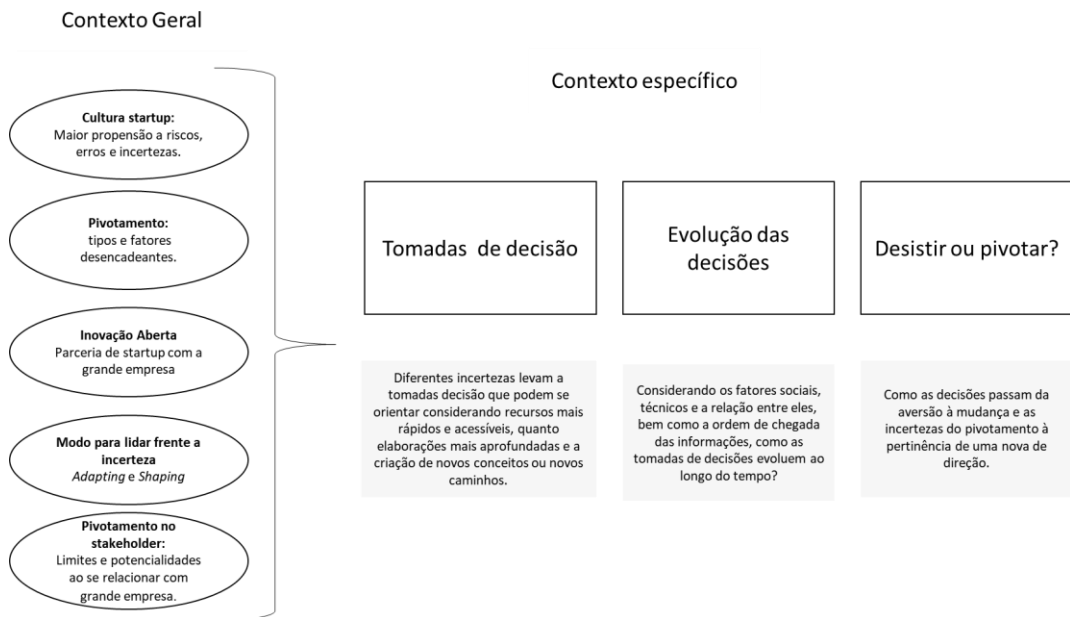 Contexto Geral
Cultura startup:
Maior propensão a riscos,
erros e incertezas.
Pivotamento:
tipos e fatores
desencadeantes.
Inovação Aberta
Parceria de startup com a
grande empresa
Modo para lidar frente a
incerteza
Adapting e Shaping
Pivotamento no
stakeholder:
Limites e potencialidades
ao se relacionar com
grande empresa.
Contexto específico
Tomadas de decisão
Diferentes incertezas levam a
tomadas decisão que podem se
orientar considerando recursos mais
rápidos e acessíveis, quanto
elaborações mais aprofundadas e a
criação de novos conceitos ou novos
caminhos.
Evolução das
decisões
Considerando os fatores sociais,
técnicos e a relação entre eles,
bem como a ordem de chegada
das informações, como as
tomadas de decisões evoluem ao
longo do tempo?
Desistir ou pivotar?
Como as decisões passam da
aversão à mudança e as
incertezas do pivotamento à
pertinência de uma nova de
direção.